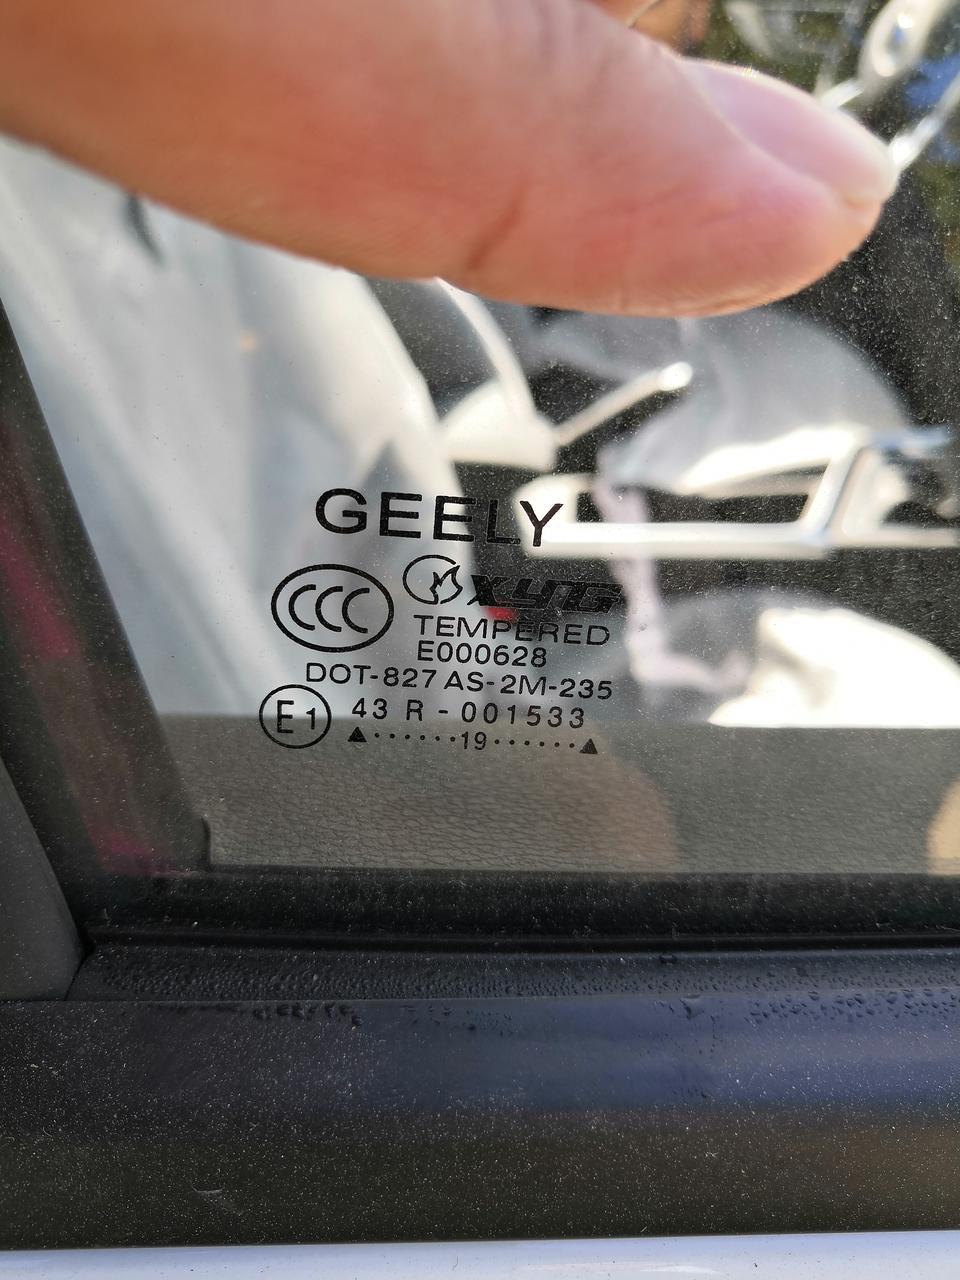 GEELY
CCC XYG
TEMPERED
E000628
DOT-827 AS-2M-235
E1 43 R - 001533
▲······19······▲